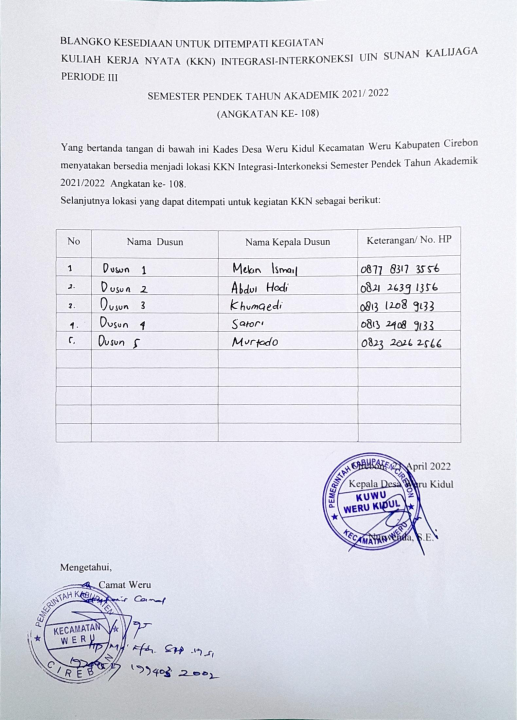 BLANGKO KESEDIAAN UNTUK DITEMPATI KEGIATAN
KULIAH KERJA NYATA (KKN) INTEGRASI-INTERKONEKSI UIN SUNAN KALIJAGA
PERIODE III
SEMESTER PENDEK TAHUN AKADEMIK 2021/ 2022
(ANGKATAN KE- 108)
Yang bertanda tangan di bawah ini Kades Desa Weru Kidul Kecamatan Weru Kabupaten Cirebon
menyatakan bersedia menjadi lokasi KKN Integrasi-Interkoneksi Semester Pendek Tahun Akademik
2021/2022 Angkatan ke- 108.
Selanjutnya lokasi yang dapat ditempati untuk kegiatan KKN sebagai berikut:
No Nama Dusun Nama Kepala Dusun Keterangan/ No. HP
1 Dusun 1 Melan Ismail 0877 8317 3556
2. Dusun 2 Abdul Hadi 0821 2639 1356
3. Dusun 3 Khumaedi 0813 1208 9133
4. Dusun 4 Satori 0813 2408 9133
5. Dusun 5 Murtado 0823 2026 2566
21 April 2022
Kepala Desa Weru Kidul
PEMERINTAH KABUPATEN CIREBON
KUWU
WERU KIDUL
KECAMATAN WERU
S.E.
Mengetahui,
Camat Weru
Camat
PEMERINTAH KABUPATEN
KECAMATAN
WERU
CIREBON
199403 2002